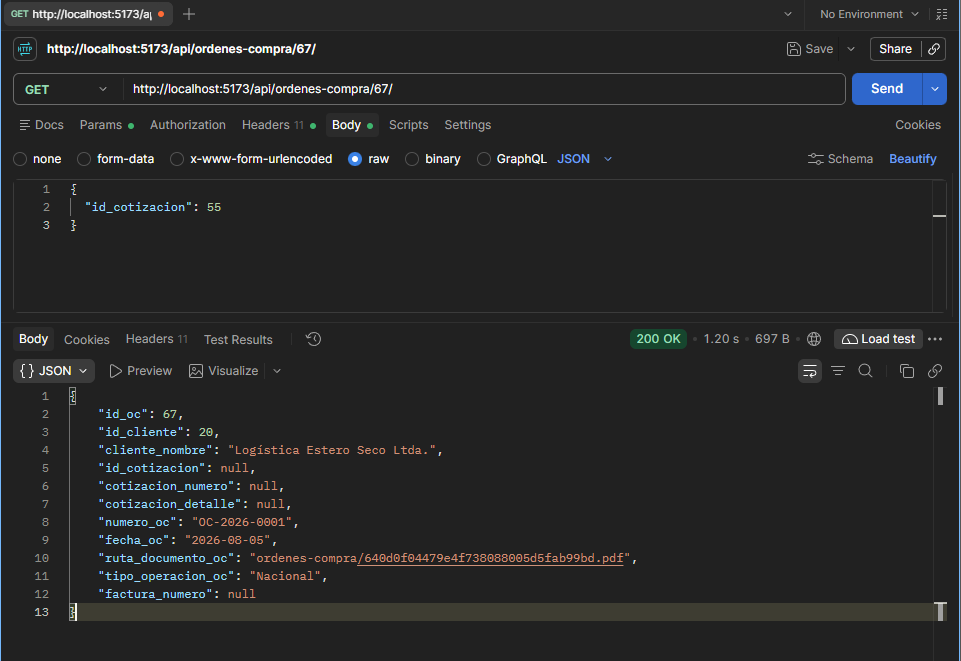 GET http://localhost:5173/a
No Environment
http://localhost:5173/api/ordenes-compra/67/
Save
Share
GET
http://localhost:5173/api/ordenes-compra/67/
Send
Docs Params Authorization Headers 11 Body Scripts Settings Cookies
none form-data x-www-form-urlencoded raw binary GraphQL JSON Schema Beautify
1 {
2 "id_cotizacion": 55
3 }
Body Cookies Headers 11 Test Results 200 OK • 1.20 s • 697 B • Load test
{} JSON Preview Visualize
1 {
2 "id_oc": 67,
3 "id_cliente": 20,
4 "cliente_nombre": "Logística Estero Seco Ltda.",
5 "id_cotizacion": null,
6 "cotizacion_numero": null,
7 "cotizacion_detalle": null,
8 "numero_oc": "OC-2026-0001",
9 "fecha_oc": "2026-08-05",
10 "ruta_documento_oc": "ordenes-compra/640d0f04479e4f738088005d5fab99bd.pdf",
11 "tipo_operacion_oc": "Nacional",
12 "factura_numero": null
13 }